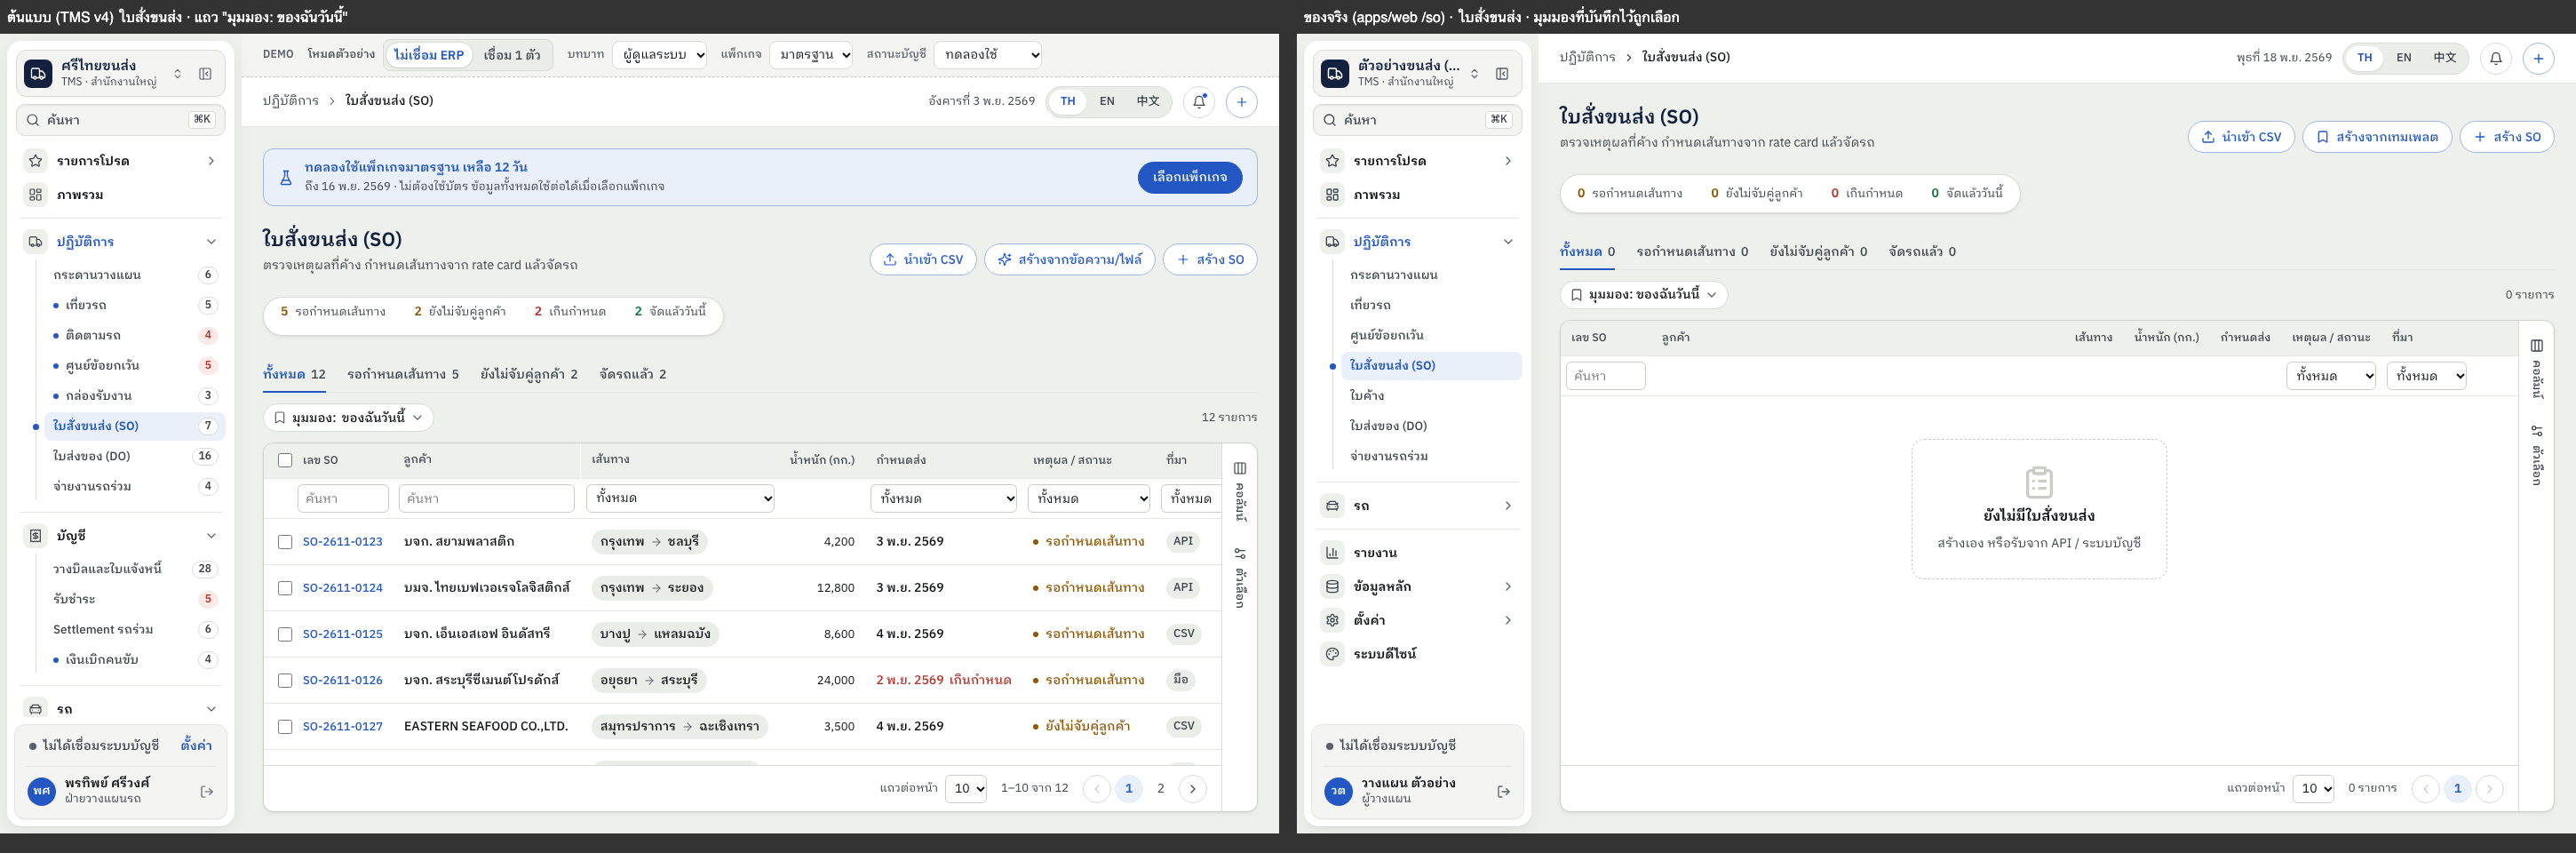 ต้นแบบ (TMS v4) ใบสั่งขนส่ง · แถว "มุมมอง: ของฉันวันนี้"
ศรีไทยขนส่ง
TMS · สำนักงานใหญ่
ค้นหา ⌘K
รายการโปรด
ภาพรวม
ปฏิบัติการ
กระดานวางแผน 6
เที่ยวรถ 5
ติดตามรถ 4
ศูนย์ข้อยกเว้น 5
กล่องรับงาน 3
ใบสั่งขนส่ง (SO) 7
ใบส่งของ (DO) 16
จ่ายงานรถร่วม 4
บัญชี
วางบิลและใบแจ้งหนี้ 28
รับชำระ 5
Settlement รถร่วม 6
เงินเบิกคนขับ 4
รถ
ไม่ได้เชื่อมระบบบัญชี ตั้งค่า
พศ พรทิพย์ ศรีวงศ์
ฝ่ายวางแผนรถ
DEMO โหมดตัวอย่าง ไม่เชื่อม ERP เชื่อม 1 ตัว บทบาท ผู้ดูแลระบบ แพ็กเกจ มาตรฐาน สถานะบัญชี ทดลองใช้
ปฏิบัติการ > ใบสั่งขนส่ง (SO) อังคารที่ 3 พ.ย. 2569 TH EN 中文
ทดลองใช้แพ็กเกจมาตรฐาน เหลือ 12 วัน
ถึง 16 พ.ย. 2569 · ไม่ต้องใช้บัตร ข้อมูลทั้งหมดใช้ต่อได้เมื่อเลือกแพ็กเกจ
เลือกแพ็กเกจ
ใบสั่งขนส่ง (SO)
ตรวจเหตุผลที่ค้าง กำหนดเส้นทางจาก rate card แล้วจัดรถ
นำเข้า CSV สร้างจากข้อความ/ไฟล์ สร้าง SO
5 รอกำหนดเส้นทาง 2 ยังไม่จับคู่ลูกค้า 2 เกินกำหนด 2 จัดแล้ววันนี้
ทั้งหมด 12 รอกำหนดเส้นทาง 5 ยังไม่จับคู่ลูกค้า 2 จัดรถแล้ว 2
มุมมอง: ของฉันวันนี้ 12 รายการ
เลข SO ลูกค้า เส้นทาง น้ำหนัก (กก.) กำหนดส่ง เหตุผล / สถานะ ที่มา
ค้นหา ค้นหา ทั้งหมด ทั้งหมด ทั้งหมด ทั้งหมด
SO-2611-0123 บจก. สยามพลาสติก กรุงเทพ → ชลบุรี 4,200 3 พ.ย. 2569 รอกำหนดเส้นทาง API
SO-2611-0124 บมจ. ไทยเบฟเวอเรจโลจิสติกส์ กรุงเทพ → ระยอง 12,800 3 พ.ย. 2569 รอกำหนดเส้นทาง API
SO-2611-0125 บจก. เอ็นเอสเอฟ อินดัสทรี บางปู → แหลมฉบัง 8,600 4 พ.ย. 2569 รอกำหนดเส้นทาง CSV
SO-2611-0126 บจก. สระบุรีซีเมนต์โปรดักส์ อยุธยา → สระบุรี 24,000 2 พ.ย. 2569 เกินกำหนด รอกำหนดเส้นทาง มือ
SO-2611-0127 EASTERN SEAFOOD CO.,LTD. สมุทรปราการ → ฉะเชิงเทรา 3,500 4 พ.ย. 2569 ยังไม่จับคู่ลูกค้า CSV
คอลัมน์
ตัวเลือก
แถวต่อหน้า 10 1–10 จาก 12 1 2
ของจริง (apps/web /so) · ใบสั่งขนส่ง · มุมมองที่บันทึกไว้ถูกเลือก
ตัวอย่างขนส่ง (...
TMS · สำนักงานใหญ่
ค้นหา ⌘K
รายการโปรด
ภาพรวม
ปฏิบัติการ
กระดานวางแผน
เที่ยวรถ
ศูนย์ข้อยกเว้น
ใบสั่งขนส่ง (SO)
ใบค้าง
ใบส่งของ (DO)
จ่ายงานรถร่วม
รถ
รายงาน
ข้อมูลหลัก
ตั้งค่า
ระบบดีไซน์
ไม่ได้เชื่อมระบบบัญชี
วต วางแผน ตัวอย่าง
ผู้วางแผน
ปฏิบัติการ > ใบสั่งขนส่ง (SO) พุธที่ 18 พ.ย. 2569 TH EN 中文
ใบสั่งขนส่ง (SO)
ตรวจเหตุผลที่ค้าง กำหนดเส้นทางจาก rate card แล้วจัดรถ
นำเข้า CSV สร้างจากเทมเพลต สร้าง SO
0 รอกำหนดเส้นทาง 0 ยังไม่จับคู่ลูกค้า 0 เกินกำหนด 0 จัดแล้ววันนี้
ทั้งหมด 0 รอกำหนดเส้นทาง 0 ยังไม่จับคู่ลูกค้า 0 จัดรถแล้ว 0
มุมมอง: ของฉันวันนี้ 0 รายการ
เลข SO ลูกค้า เส้นทาง น้ำหนัก (กก.) กำหนดส่ง เหตุผล / สถานะ ที่มา
ค้นหา ทั้งหมด ทั้งหมด
ยังไม่มีใบสั่งขนส่ง
สร้างเอง หรือรับจาก API / ระบบบัญชี
คอลัมน์
ตัวเลือก
แถวต่อหน้า 10 0 รายการ 1